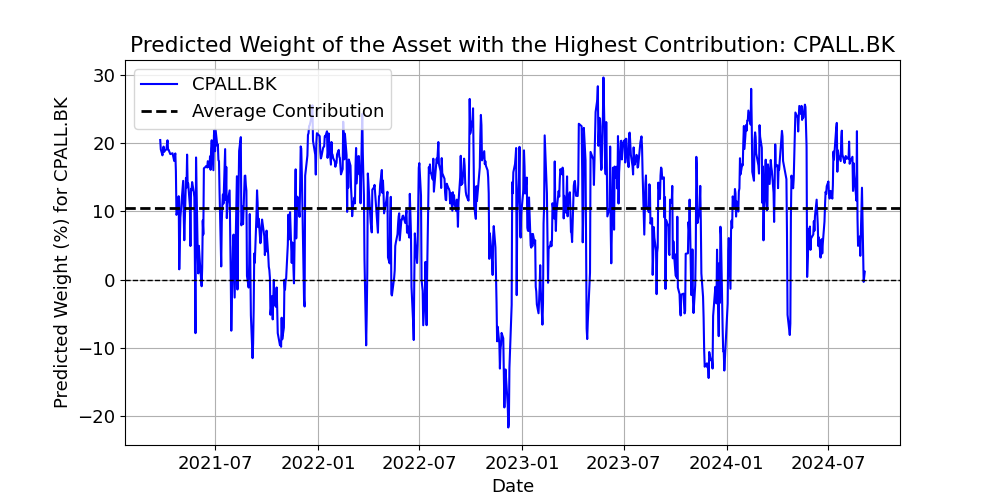 Predicted Weight of the Asset with the Highest Contribution: CPALL.BK
CPALL.BK
Average Contribution
Predicted Weight (%) for CPALL.BK
30
20
10
0
−10
−20
2021-07 2022-01 2022-07 2023-01 2023-07 2024-01 2024-07
Date